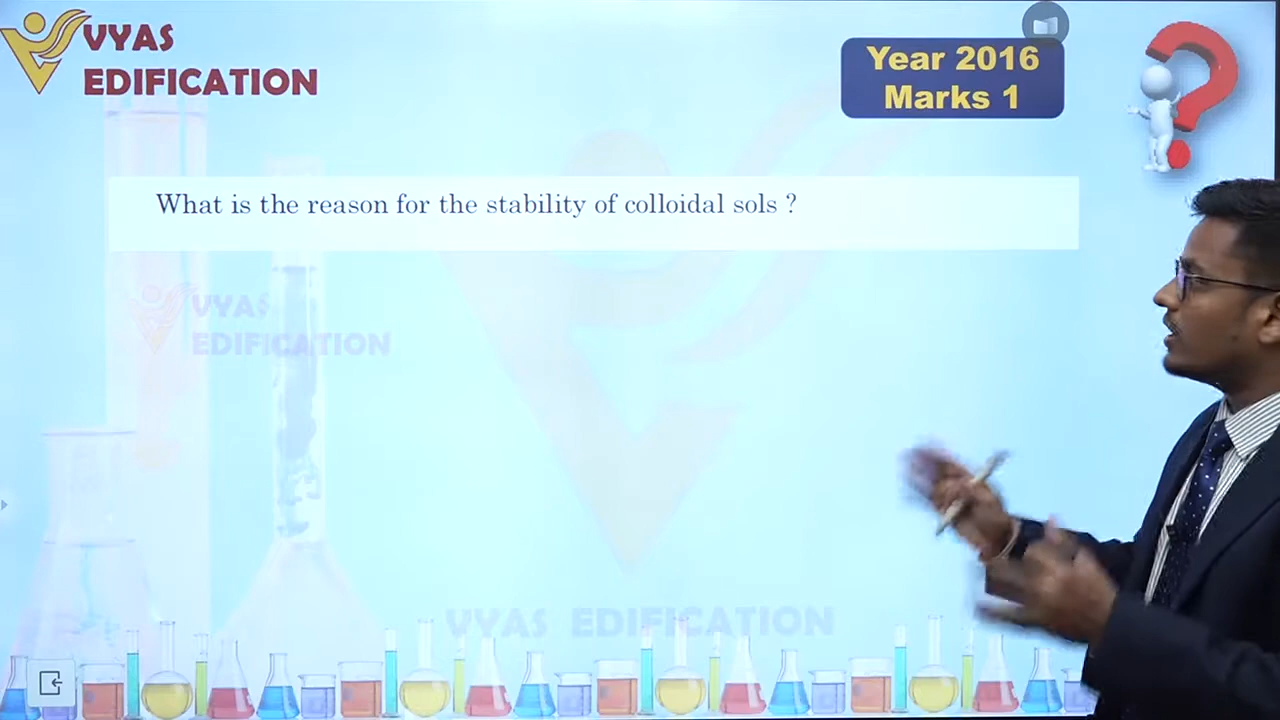 VYAS
EDIFICATION
Year 2016
Marks 1
What is the reason for the stability of colloidal sols ?
VYAS
EDIFICATION
VYAS EDIFICATION